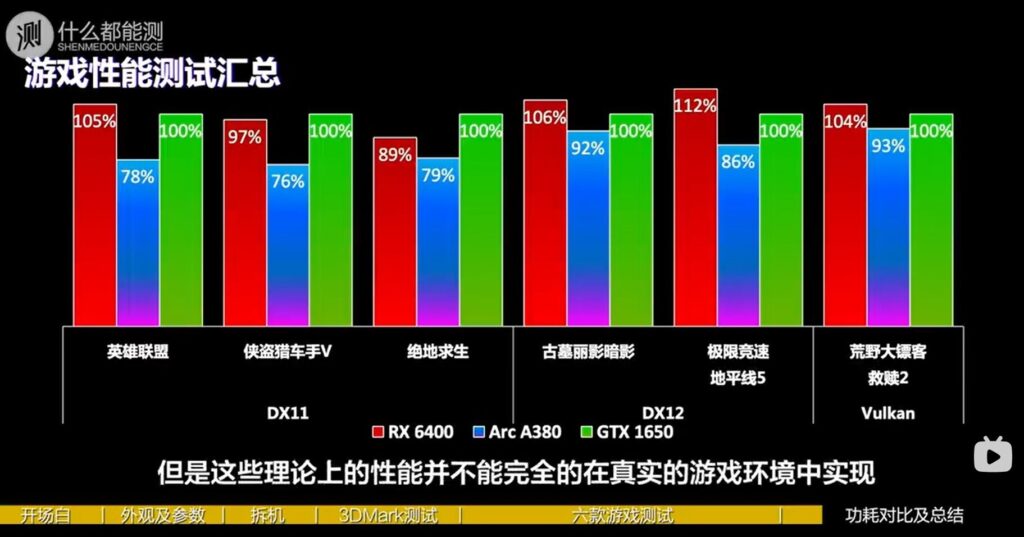 测 什么都能测
SHENMEDOUNENGCE
游戏性能测试汇总
105% 78% 100% 97% 76% 100% 89% 79% 100% 106% 92% 100% 112% 86% 100% 104% 93% 100%
英雄联盟 侠盗猎车手V 绝地求生 古墓丽影暗影 极限竞速 荒野大镖客
地平线5 救赎2
DX11 DX12 Vulkan
RX 6400 Arc A380 GTX 1650
但是这些理论上的性能并不能完全的在真实的游戏环境中实现
开场白 | 外观及参数 | 拆机 | 3DMark测试 | 六款游戏测试 | 功耗对比及总结